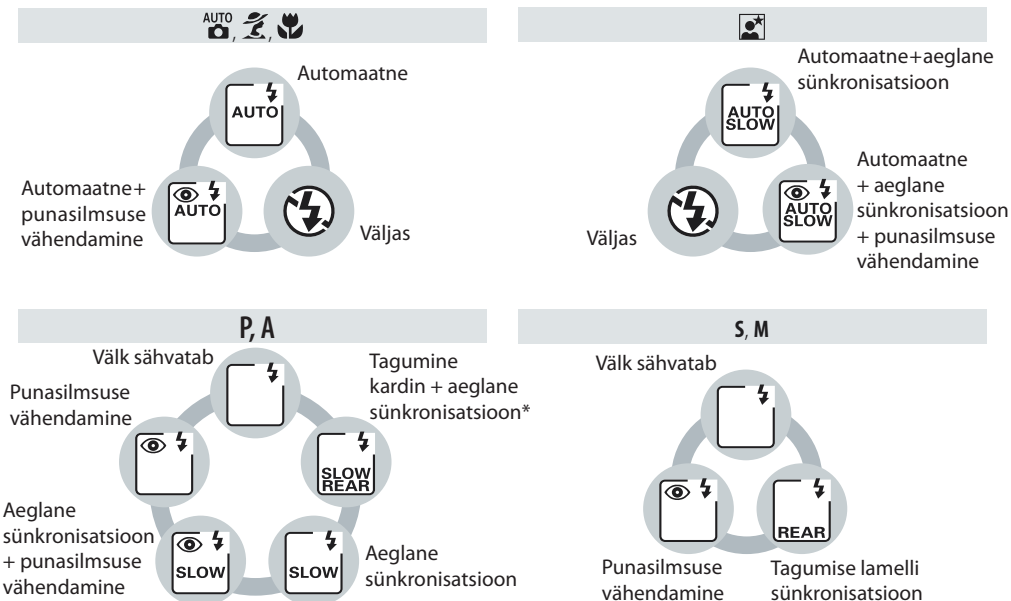 AUTO
, ,
Automaatne
AUTO
Automaatne+
punasilmsuse
vähendamine
AUTO
Väljas
Automaatne+aeglane
sünkronisatsioon
AUTO
SLOW
Väljas
AUTO
SLOW
Automaatne
+ aeglane
sünkronisatsioon
+ punasilmsuse
vähendamine
P, A
Välk sähvatab
Tagumine
kardin + aeglane
sünkronisatsioon*
Punasilmsuse
vähendamine
SLOW
REAR
Aeglane
sünkronisatsioon
+ punasilmsuse
vähendamine
SLOW
SLOW
Aeglane
sünkronisatsioon
S, M
Välk sähvatab
Punasilmsuse
vähendamine
REAR
Tagumise lamelli
sünkronisatsioon